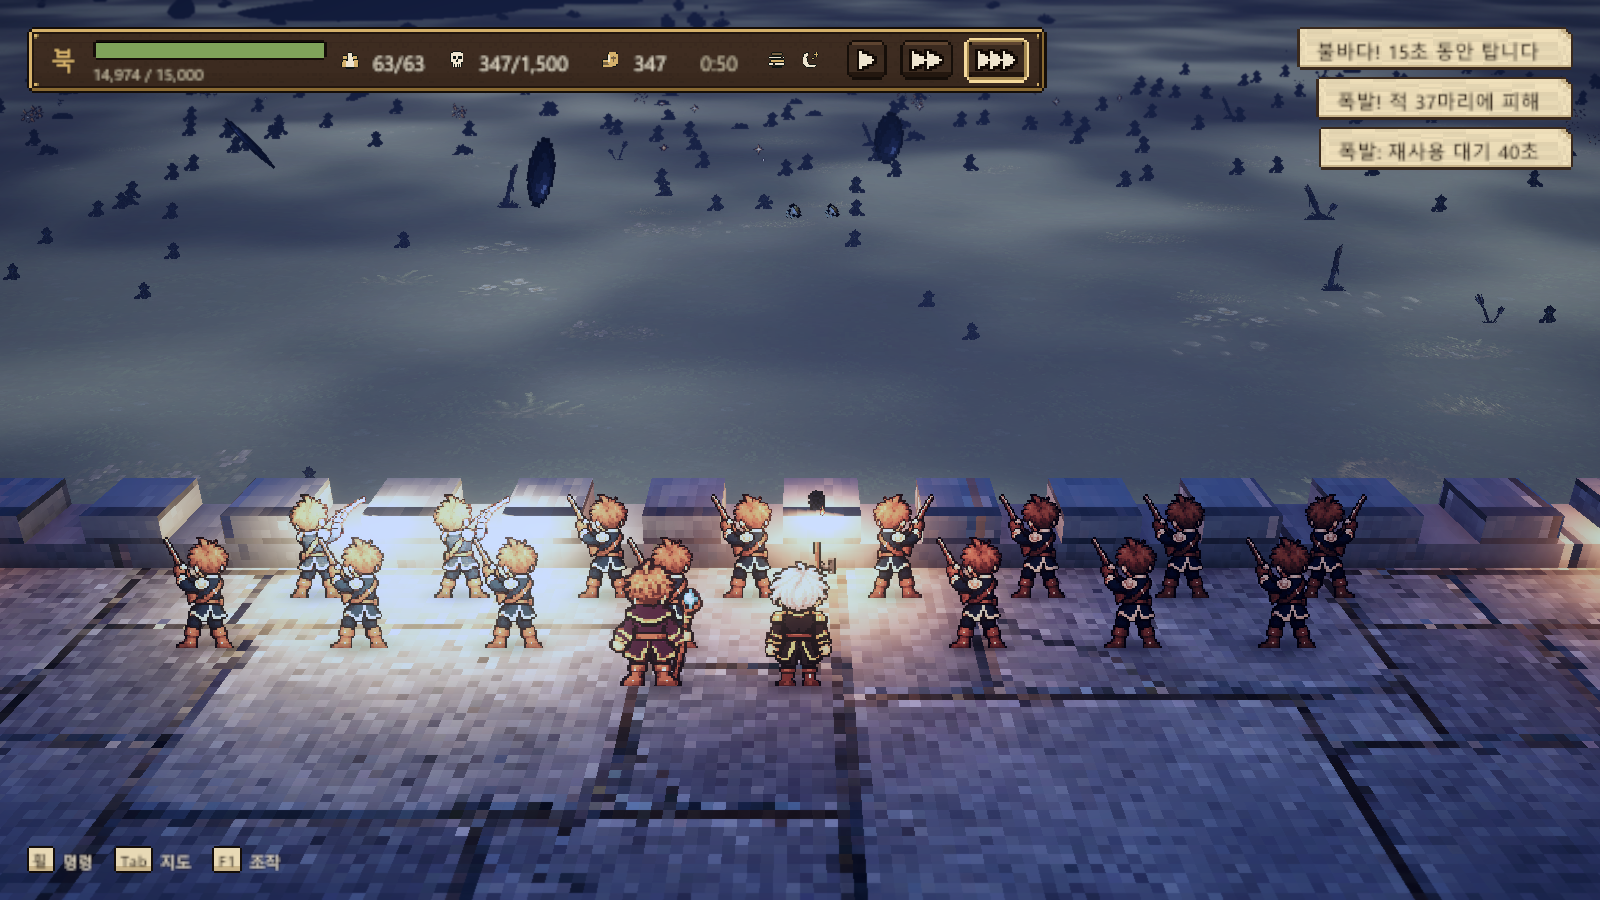 북
14,974 / 15,000
63/63
347/1,500
347
0:50
불바다! 15초 동안 탑니다
폭발! 적 37마리에 피해
폭발: 재사용 대기 40초
휠 명령
Tab 지도
F1 조작